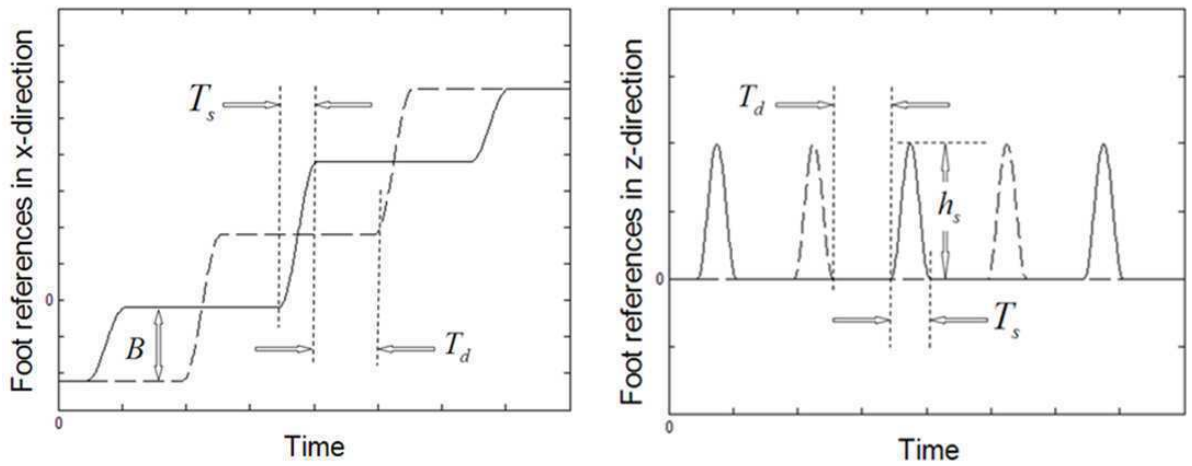 Foot references in x-direction
T_s
0
B
T_d
0
Time
Foot references in z-direction
T_d
h_s
0
T_s
0
Time